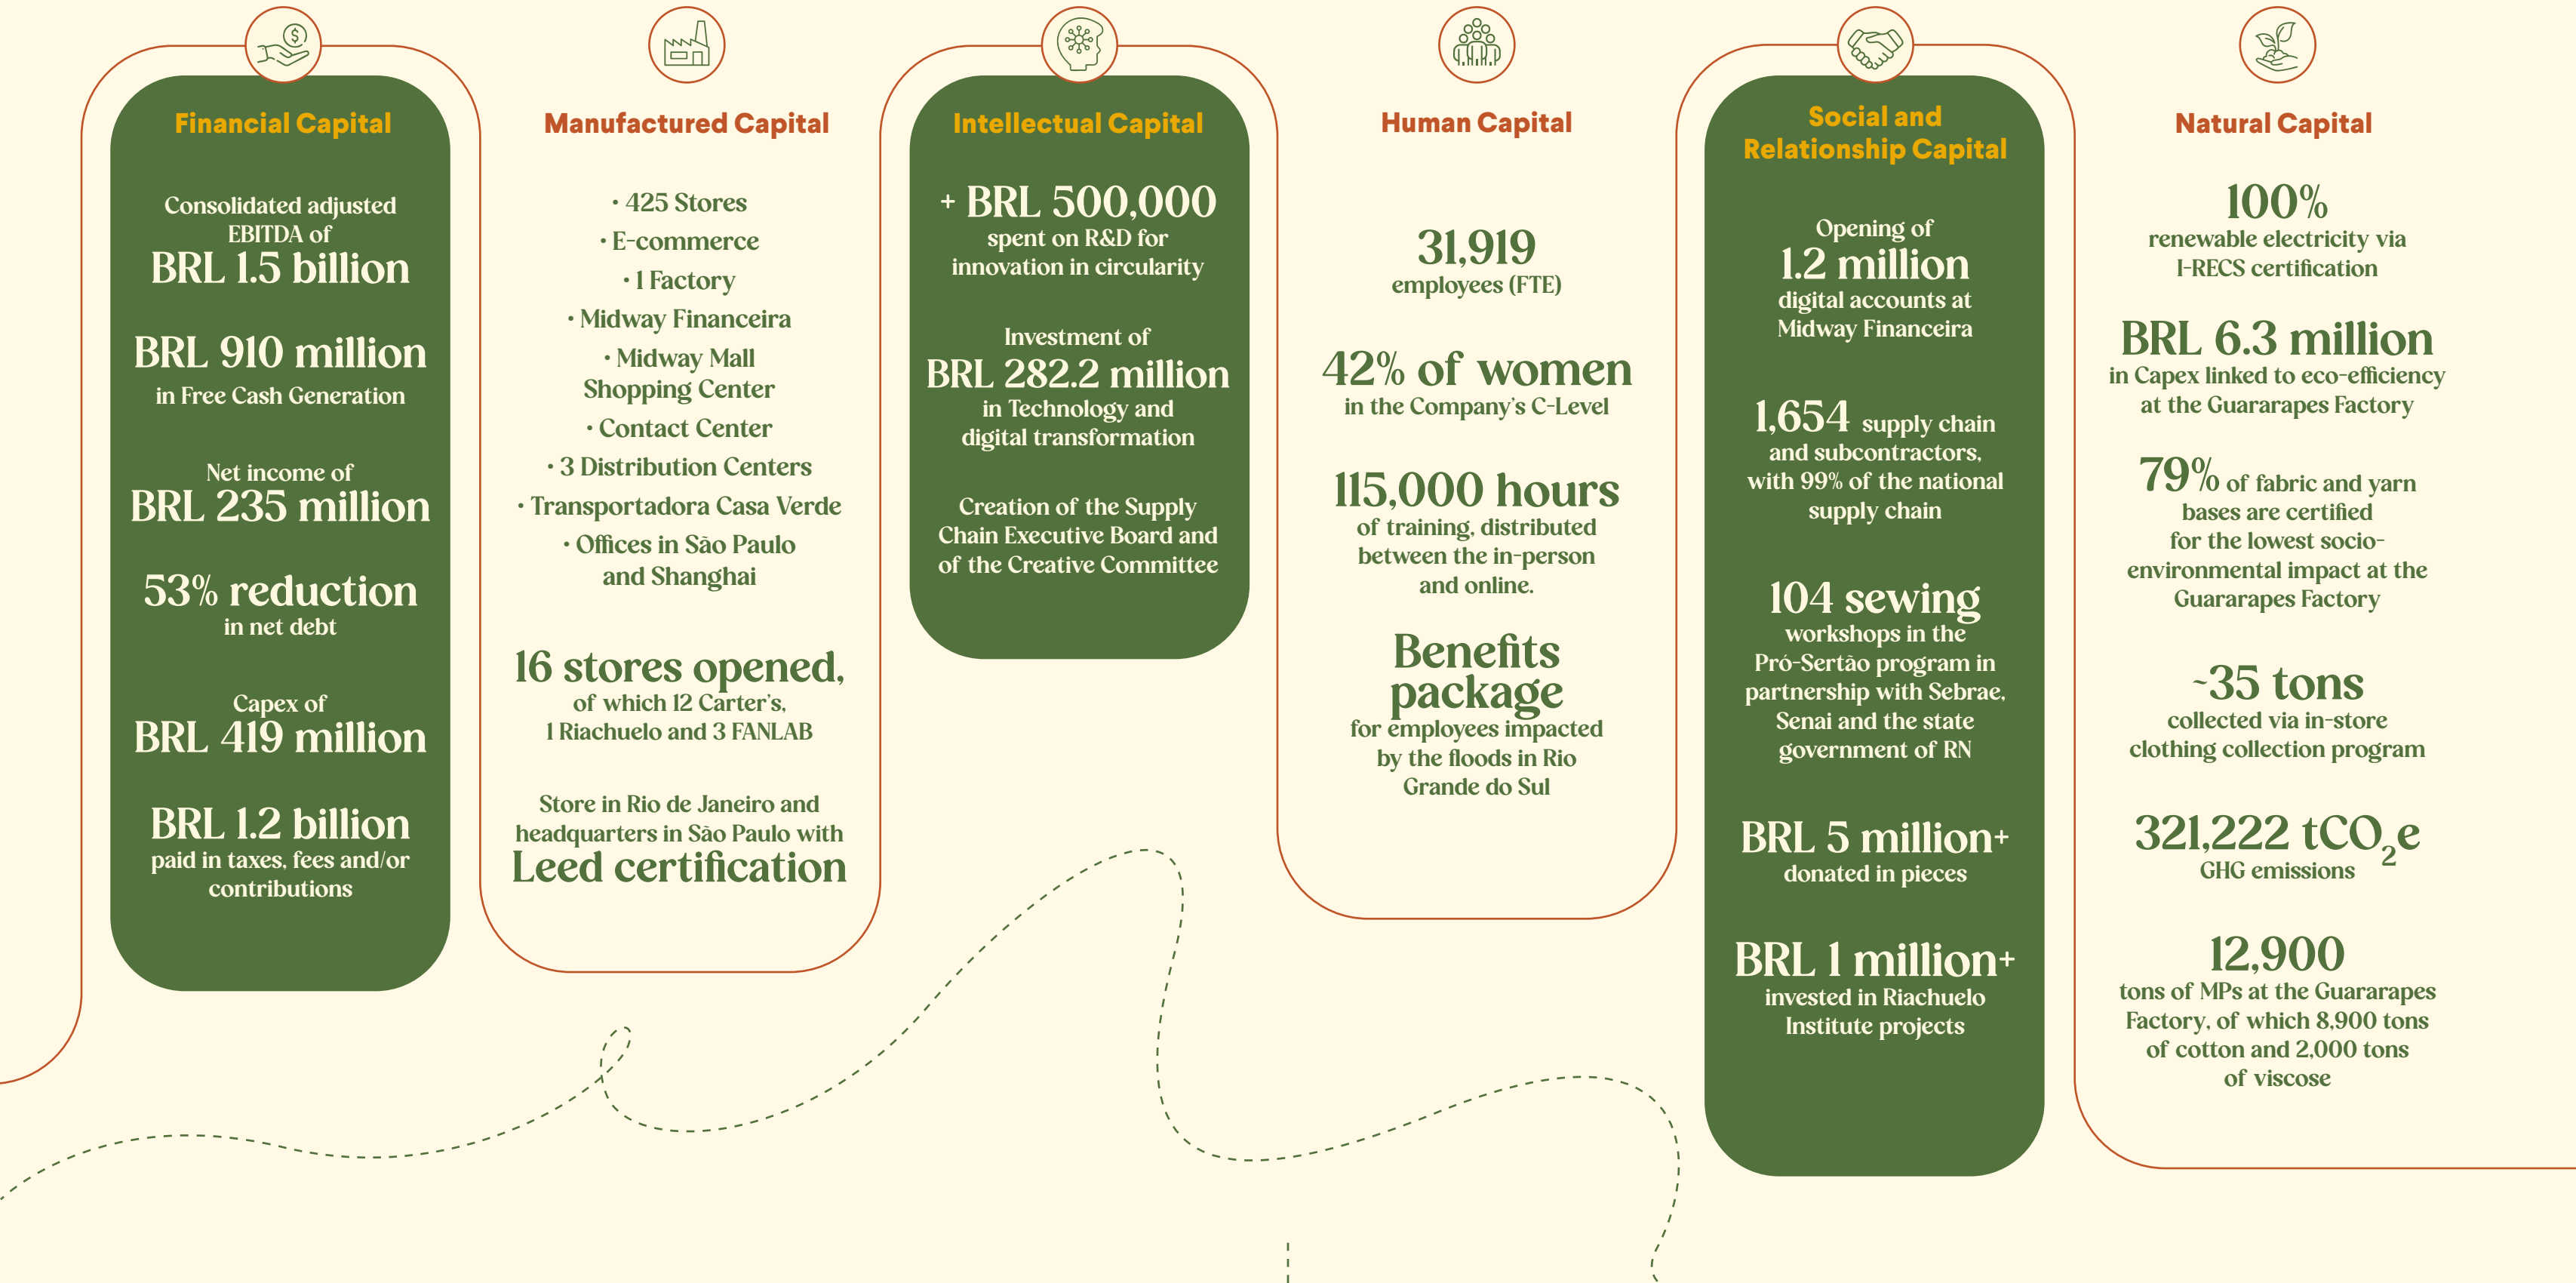 Financial Capital
Consolidated adjusted
EBITDA of
BRL 1.5 billion
BRL 910 million
in Free Cash Generation
Net income of
BRL 235 million
53% reduction
in net debt
Capex of
BRL 419 million
BRL 1.2 billion
paid in taxes, fees and/or
contributions
Manufactured Capital
• 425 Stores
• E-commerce
• 1 Factory
• Midway Financeira
• Midway Mall
Shopping Center
• Contact Center
• 3 Distribution Centers
• Transportadora Casa Verde
• Offices in São Paulo
and Shanghai
16 stores opened,
of which 12 Carter's,
1 Riachuelo and 3 FANLAB
Store in Rio de Janeiro and
headquarters in São Paulo with
Leed certification
Intellectual Capital
+ BRL 500,000
spent on R&D for
innovation in circularity
Investment of
BRL 282.2 million
in Technology and
digital transformation
Creation of the Supply
Chain Executive Board and
of the Creative Committee
Human Capital
31,919
employees (FTE)
42% of women
in the Company's C-Level
115,000 hours
of training, distributed
between the in-person
and online.
Benefits
package
for employees impacted
by the floods in Rio
Grande do Sul
Social and
Relationship Capital
Opening of
1.2 million
digital accounts at
Midway Financeira
1,654 supply chain
and subcontractors,
with 99% of the national
supply chain
104 sewing
workshops in the
Pró-Sertão program in
partnership with Sebrae,
Senai and the state
government of RN
BRL 5 million+
donated in pieces
BRL 1 million+
invested in Riachuelo
Institute projects
Natural Capital
100%
renewable electricity via
I-RECS certification
BRL 6.3 million
in Capex linked to eco-efficiency
at the Guararapes Factory
79% of fabric and yarn
bases are certified
for the lowest socio-
environmental impact at the
Guararapes Factory
~35 tons
collected via in-store
clothing collection program
321,222 tCO₂e
GHG emissions
12,900
tons of MPs at the Guararapes
Factory, of which 8,900 tons
of cotton and 2,000 tons
of viscose